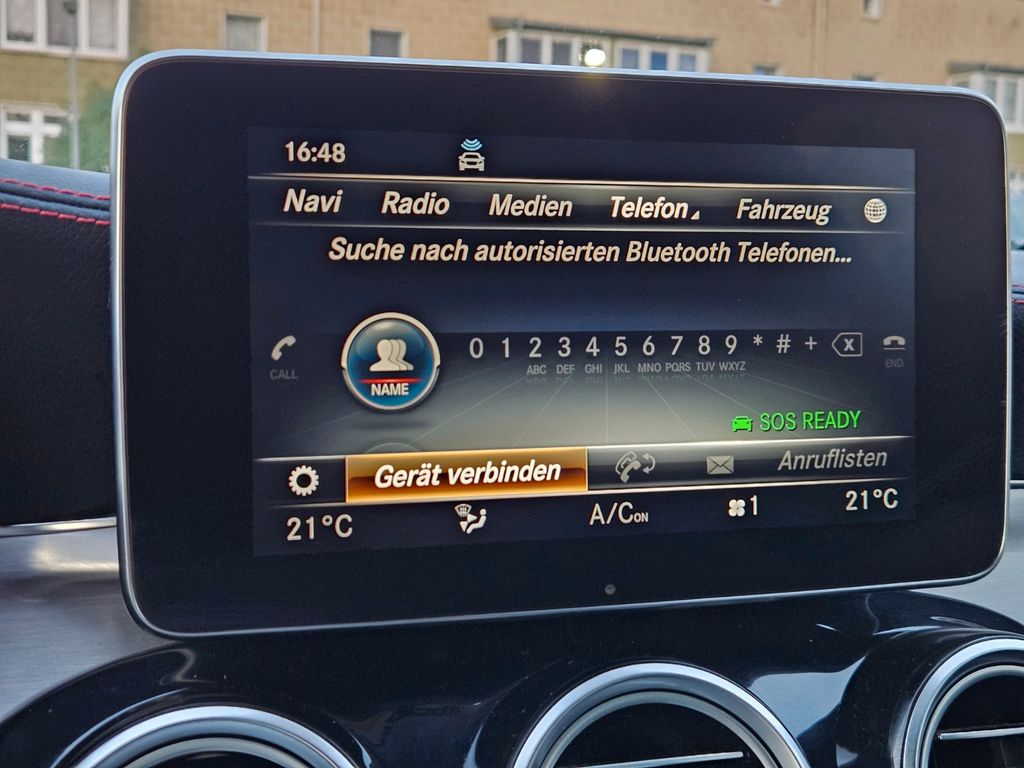 16:48
Navi Radio Medien Telefon Fahrzeug
Suche nach autorisierten Bluetooth Telefonen...
0 1 2 3 4 5 6 7 8 9 * # +
ABC DEF GHI JKL MNO PQRS TUV WXYZ
CALL
NAME
END
SOS READY
Gerät verbinden Anruflisten
21°C A/C ON 1 21°C